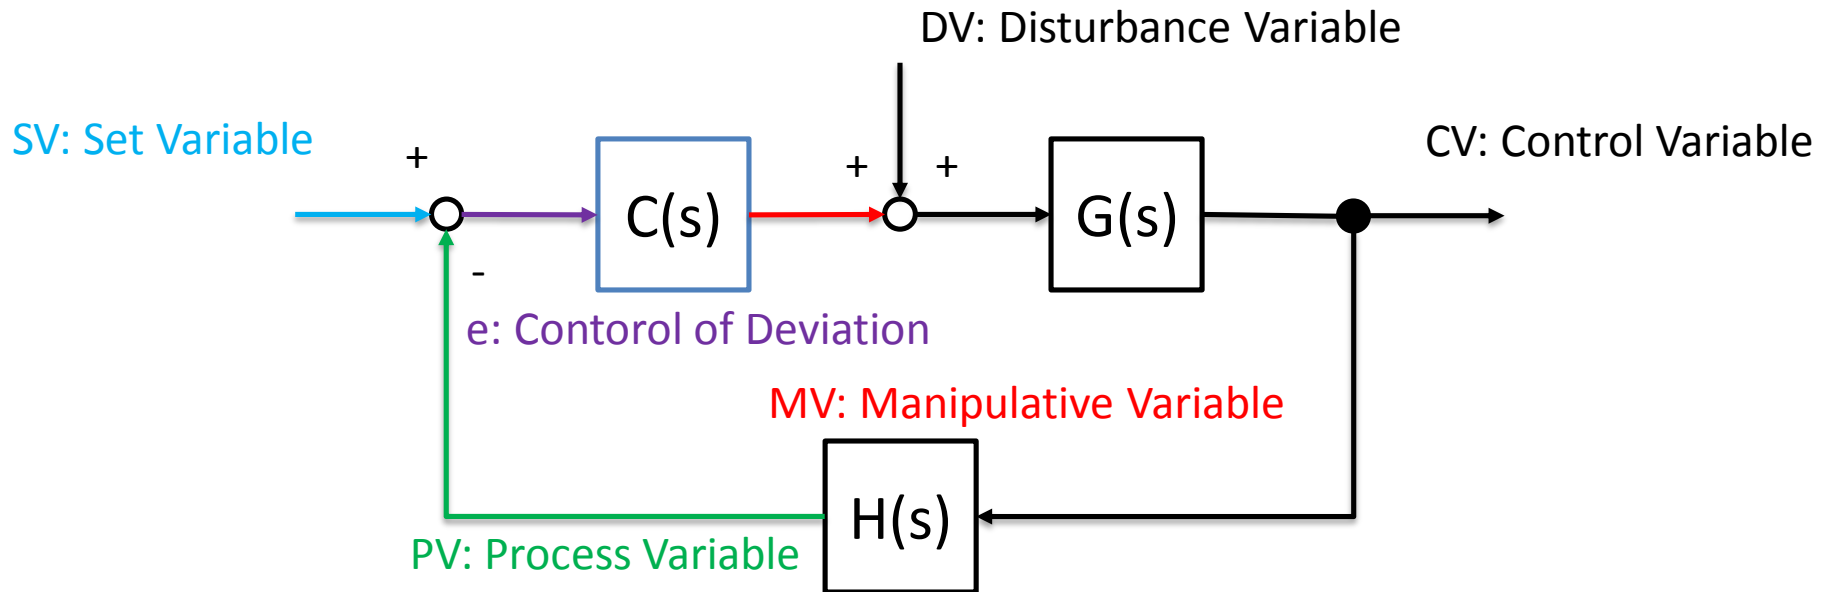 DV: Disturbance Variable
SV: Set Variable
CV: Control Variable
+
+ +
C(s)
G(s)
-
e: Contorol of Deviation
MV: Manipulative Variable
H(s)
PV: Process Variable